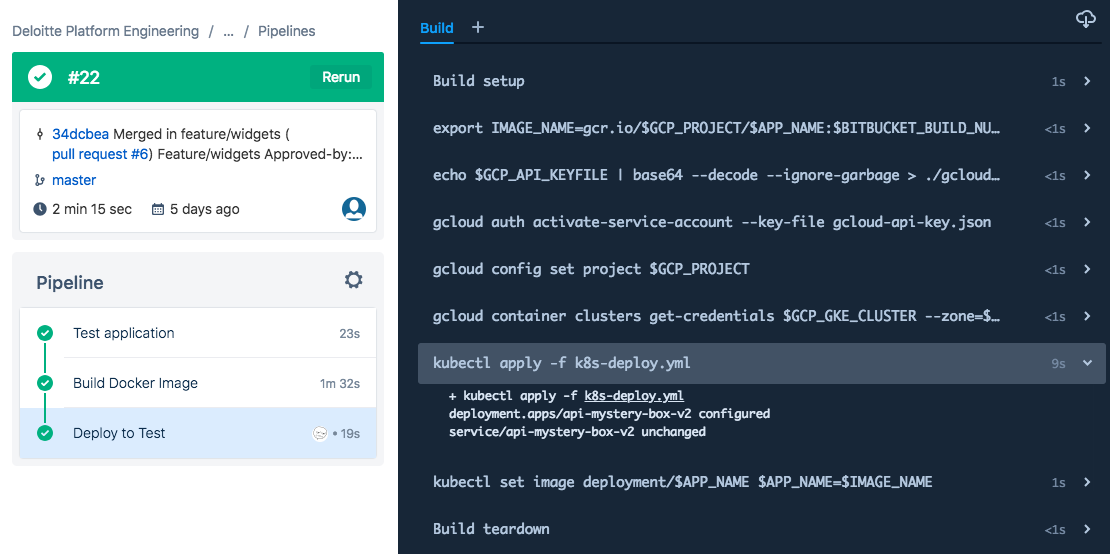 Deloitte Platform Engineering / ... / Pipelines
#22
Rerun
34dcbea Merged in feature/widgets (
pull request #6) Feature/widgets Approved-by:...
master
2 min 15 sec
5 days ago
Pipeline
Test application 23s
Build Docker Image 1m 32s
Deploy to Test • 19s
Build +
Build setup 1s
export IMAGE_NAME=gcr.io/$GCP_PROJECT/$APP_NAME:$BITBUCKET_BUILD_NU… <1s
echo $GCP_API_KEYFILE | base64 --decode --ignore-garbage > ./gcloud… <1s
gcloud auth activate-service-account --key-file gcloud-api-key.json <1s
gcloud config set project $GCP_PROJECT <1s
gcloud container clusters get-credentials $GCP_GKE_CLUSTER --zone=$… <1s
kubectl apply -f k8s-deploy.yml 9s
+ kubectl apply -f k8s-deploy.yml
deployment.apps/api-mystery-box-v2 configured
service/api-mystery-box-v2 unchanged
kubectl set image deployment/$APP_NAME $APP_NAME=$IMAGE_NAME 1s
Build teardown <1s